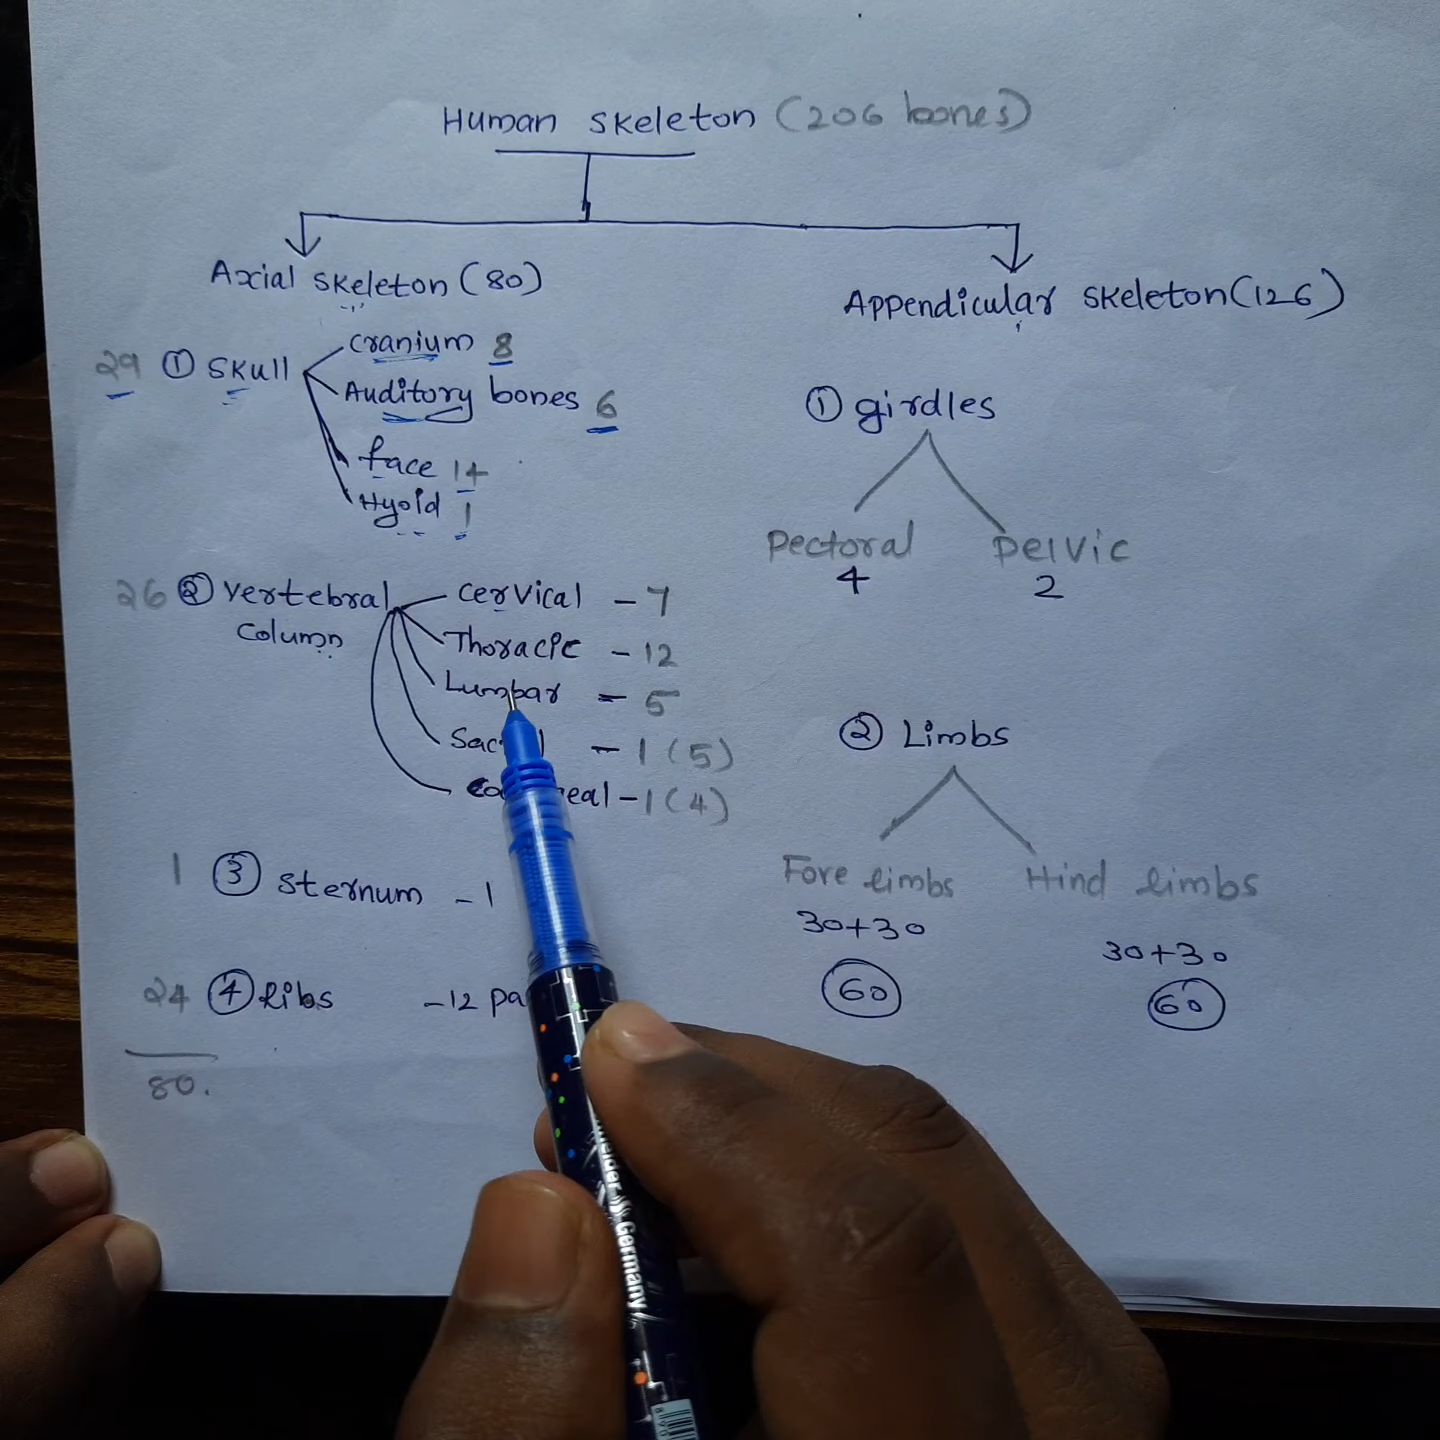 Human skeleton (206 bones)
Axial skeleton (80)
Appendicular skeleton (126)
29 ① Skull
cranium 8
Auditory bones 6
face 14
Hyoid 1
26 ② vertebral column
cervical - 7
Thoracic - 12
Lumbar - 5
- 1 (5)
- 1 (4)
1 ③ sternum - 1
24 ④ Ribs - 12
80.
① girdles
Pectoral Pelvic
4 2
② Limbs
Fore limbs Hind limbs
30+30 30+30
60 60
Germany